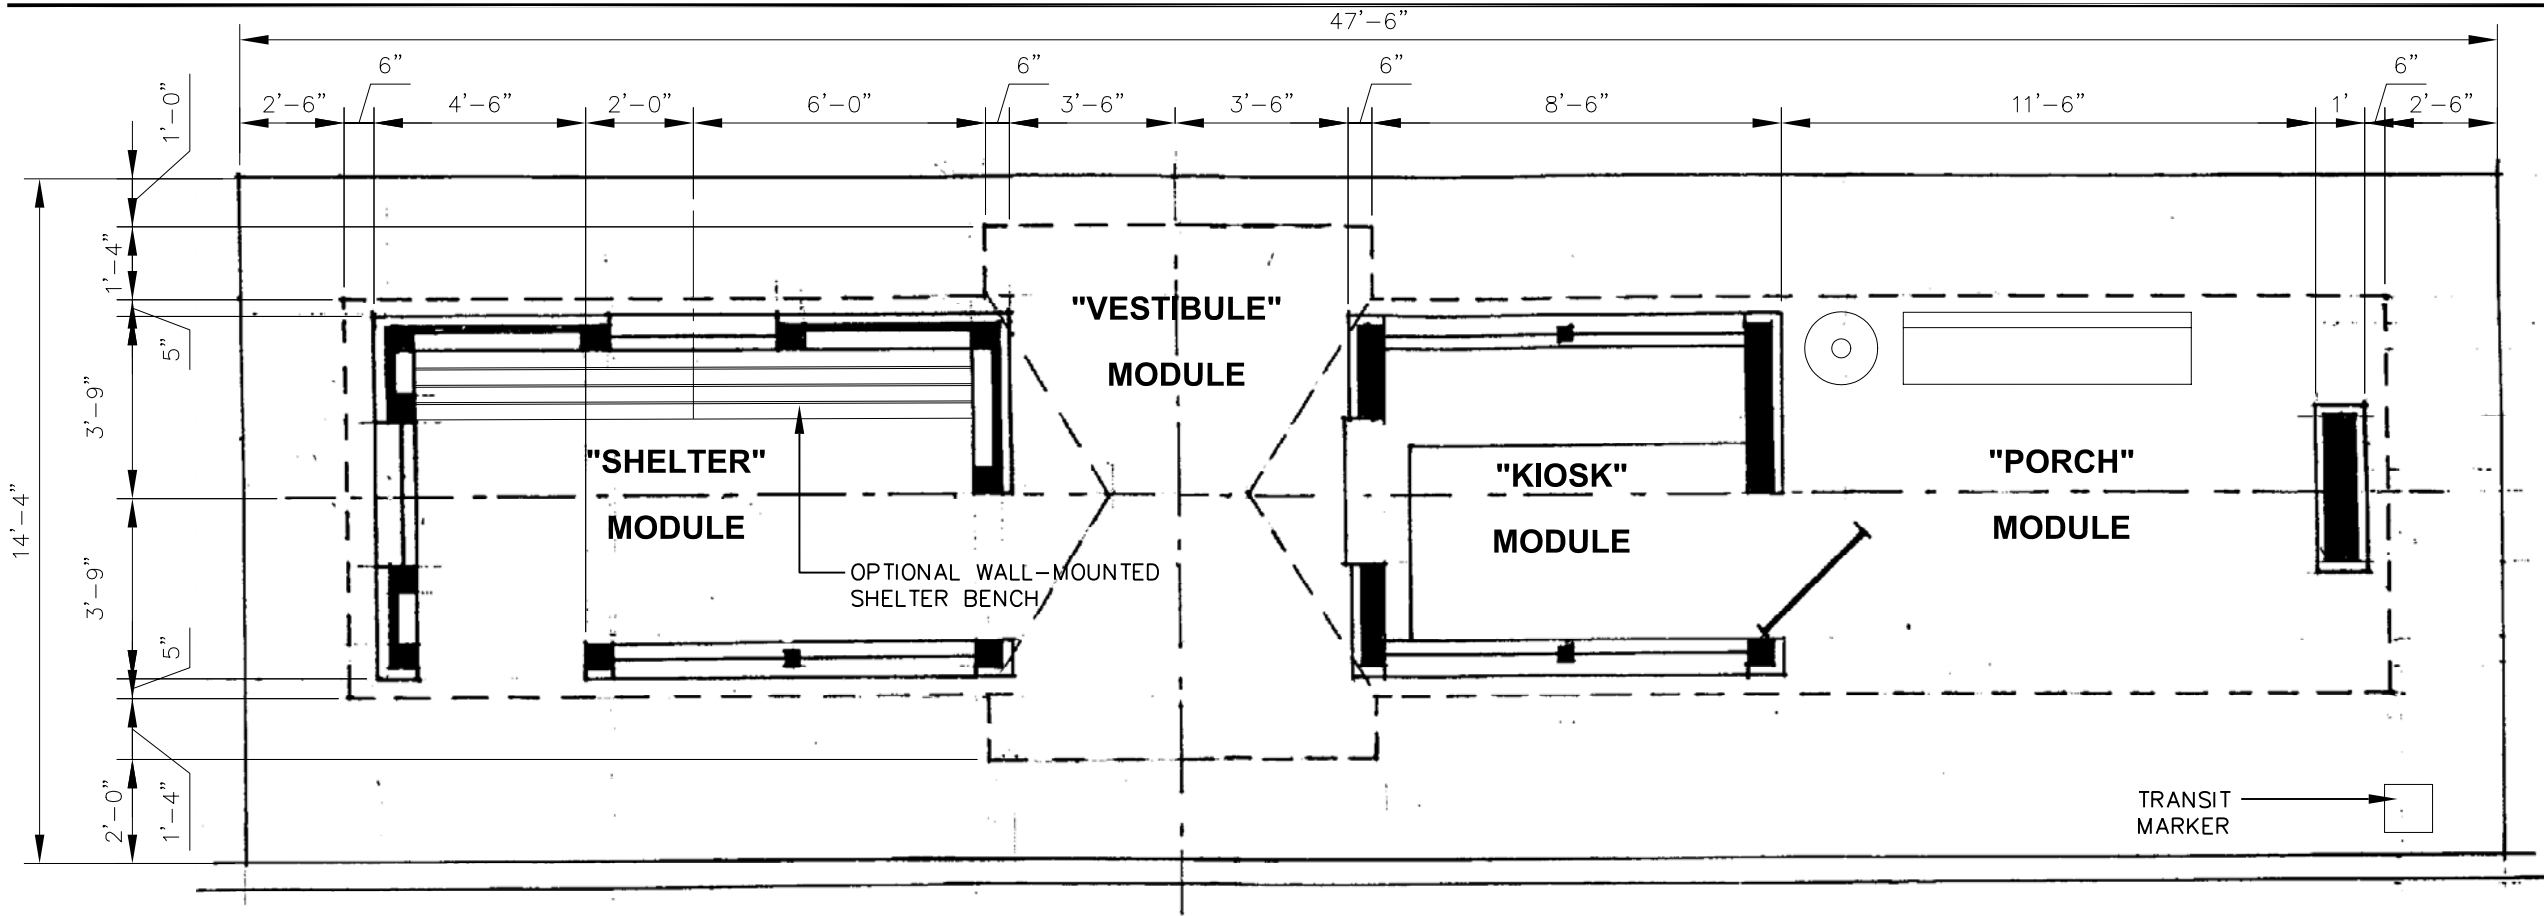 47'-6"
6"
6"
6"
6"
2'-6"
4'-6"
2'-0"
6'-0"
3'-6"
3'-6"
8'-6"
11'-6"
1'
2'-6"
1'-0"
1'-4"
5"
3'-9"
14'-4"
3'-9"
5"
2'-0"
1'-4"
"VESTIBULE"
MODULE
"SHELTER"
MODULE
"KIOSK"
MODULE
"PORCH"
MODULE
OPTIONAL WALL-MOUNTED
SHELTER BENCH
TRANSIT
MARKER